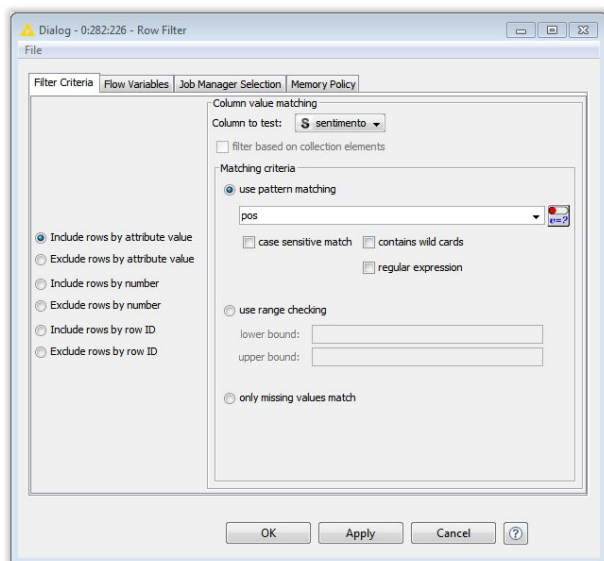 Dialog - 0:282:226 - Row Filter
File
Filter Criteria Flow Variables Job Manager Selection Memory Policy
Include rows by attribute value
Exclude rows by attribute value
Include rows by number
Exclude rows by number
Include rows by row ID
Exclude rows by row ID
Column value matching
Column to test: S sentimento
filter based on collection elements
Matching criteria
use pattern matching
pos
v=?
case sensitive match contains wild cards
regular expression
use range checking
lower bound:
upper bound:
only missing values match
OK Apply Cancel ?